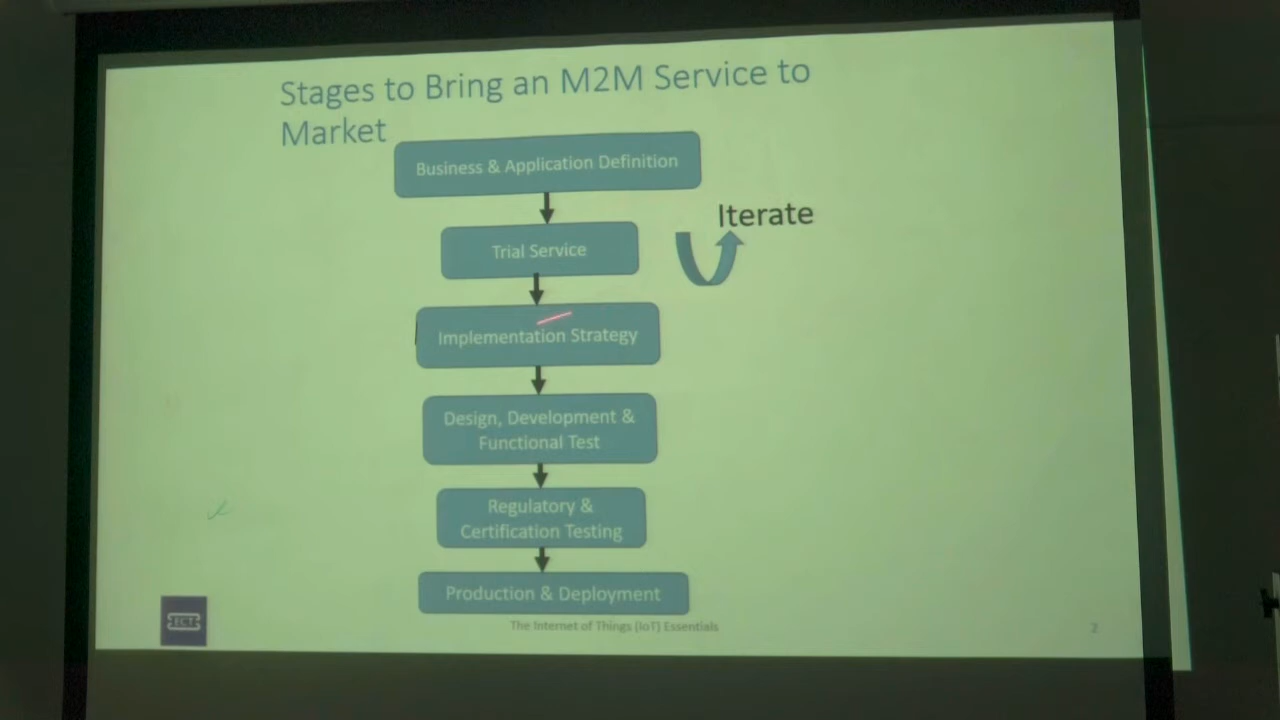 Stages to Bring an M2M Service to
Market
Business & Application Definition
Iterate
Trial Service
Implementation Strategy
Design, Development &
Functional Test
Regulatory &
Certification Testing
Production & Deployment
ECT
The Internet of Things (IoT) Essentials
2